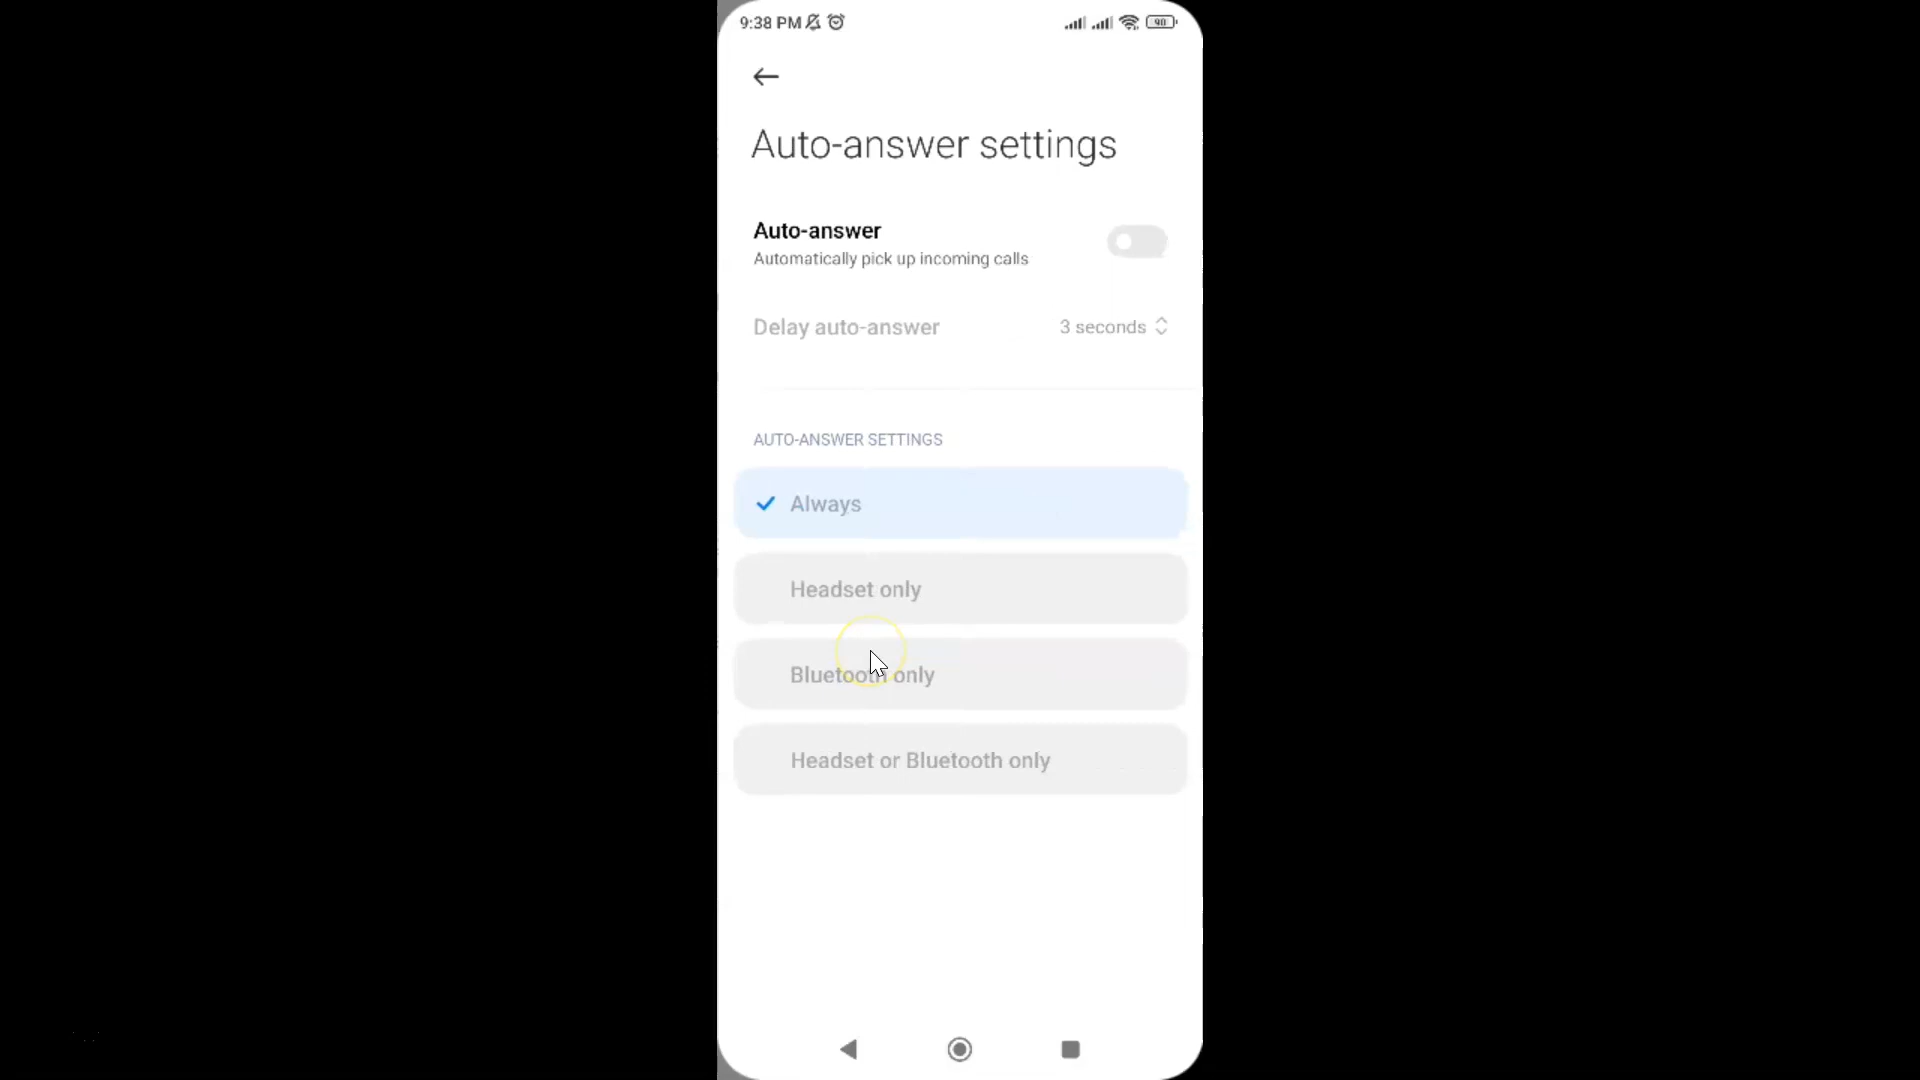 9:38 PM
90
Auto-answer settings
Auto-answer
Automatically pick up incoming calls
Delay auto-answer 3 seconds
AUTO-ANSWER SETTINGS
Always
Headset only
Bluetooth only
Headset or Bluetooth only